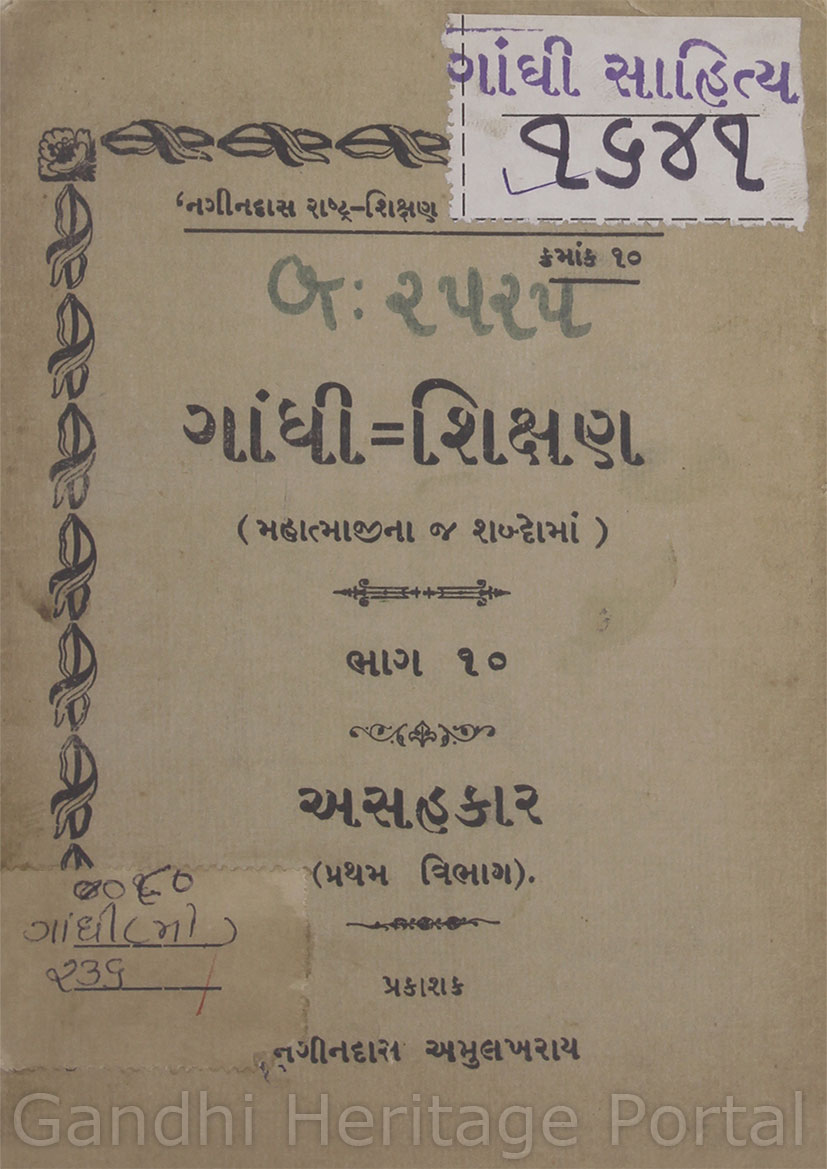 ગાંધી સાહિત્ય
૧૬૪૧
‘નગીનદાસ રાષ્ટ્ર–શિક્ષણ
ક્રમાંક ૧૦
: ૨૫૨૫
ગાંધી=શિક્ષણ
( મહાત્માજીના જ શબ્દોમાં )
ભાગ ૧૦
અસહકાર
(પ્રથમ વિભાગ).
ગાંધી(મો)
૨૩૬
પ્રકાશક
નગીનદાસ અમુલખરાય
Gandhi Heritage Portal